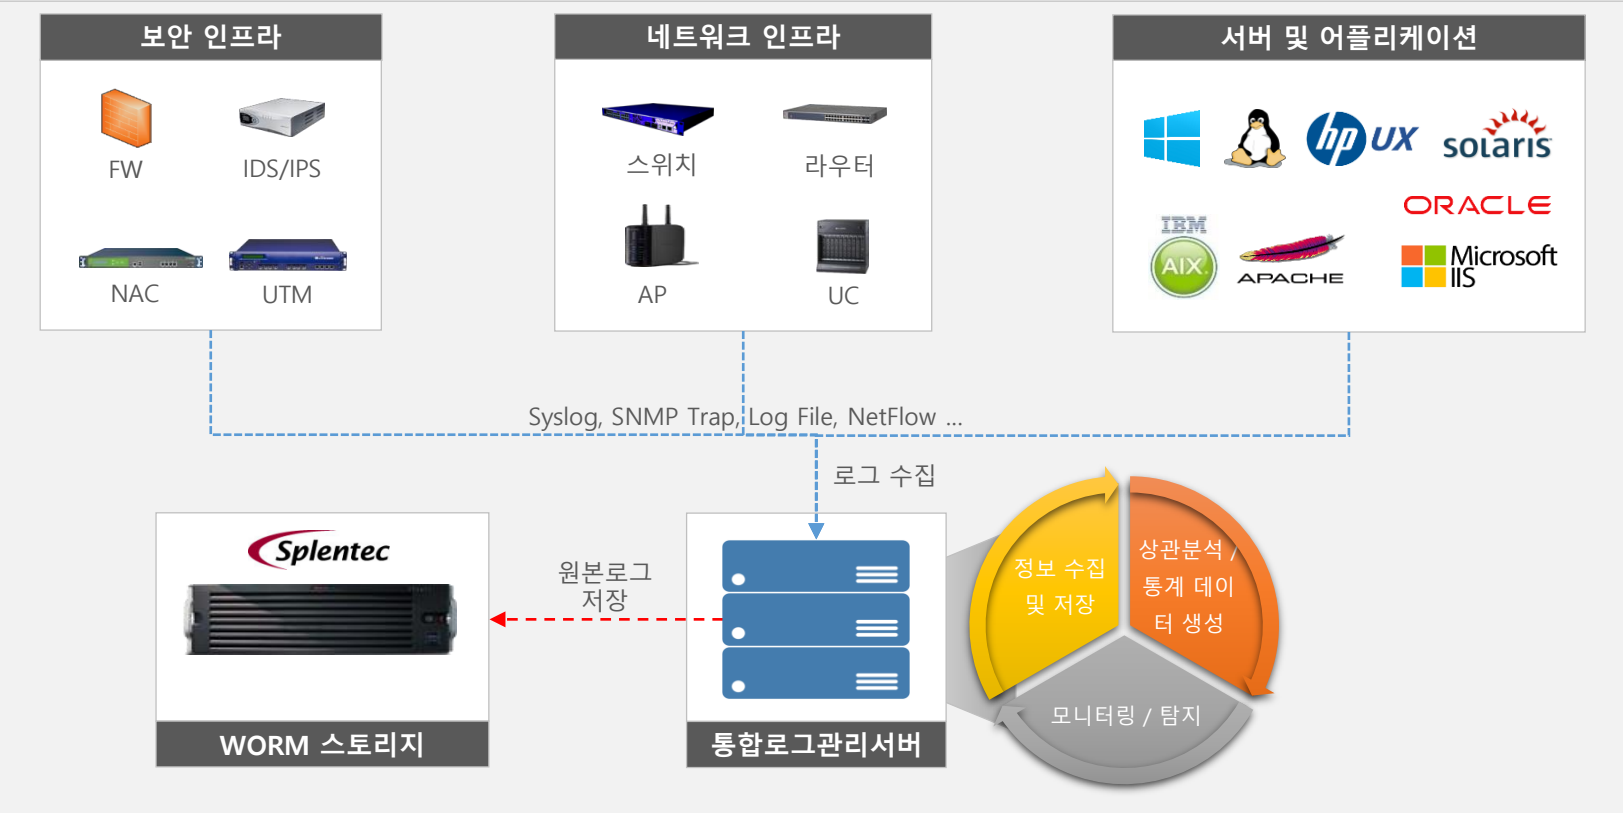 보안 인프라
FW
IDS/IPS
NAC
UTM
네트워크 인프라
스위치
라우터
AP
UC
서버 및 어플리케이션
hp UX
solaris
IBM
AIX
APACHE
ORACLE
Microsoft
IIS
Syslog, SNMP Trap, Log File, NetFlow ...
로그 수집
Splentec
WORM 스토리지
원본로그
저장
통합로그관리서버
정보 수집
및 저장
상관분석 /
통계 데이
터 생성
모니터링 / 탐지